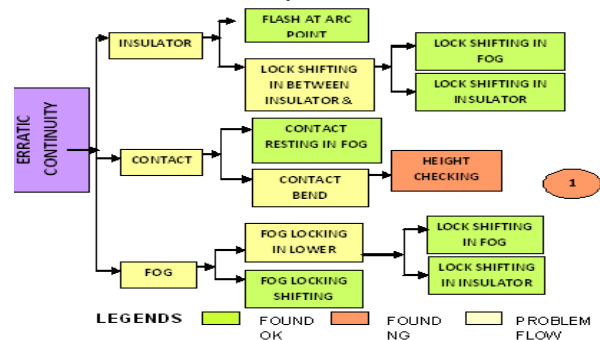 ERRATIC
CONTINUITY
INSULATOR
FLASH AT ARC
POINT
LOCK SHIFTING
IN BETWEEN
INSULATOR &
LOCK SHIFTING IN
FOG
LOCK SHIFTING IN
INSULATOR
CONTACT
CONTACT
RESTING IN FOG
CONTACT
BEND
HEIGHT
CHECKING
1
FOG
FOG LOCKING
IN LOWER
FOG LOCKING
SHIFTING
LOCK SHIFTING
IN FOG
LOCK SHIFTING
IN INSULATOR
LEGENDS
FOUND
OK
FOUND
NG
PROBLEM
FLOW